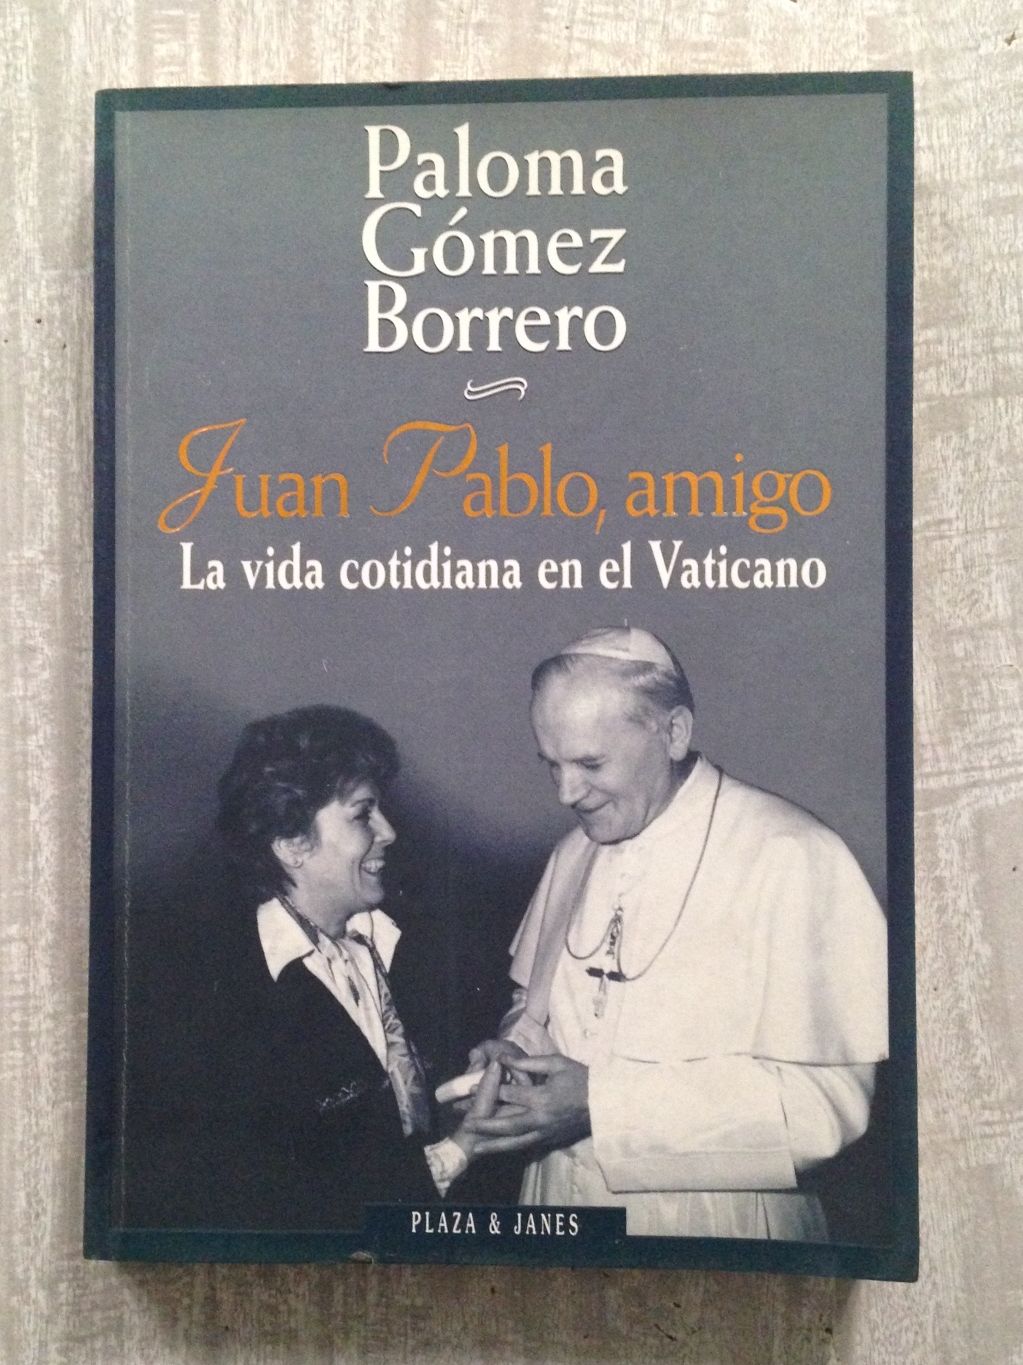 Paloma
Gómez
Borrero
Juan Pablo, amigo
La vida cotidiana en el Vaticano
PLAZA & JANES